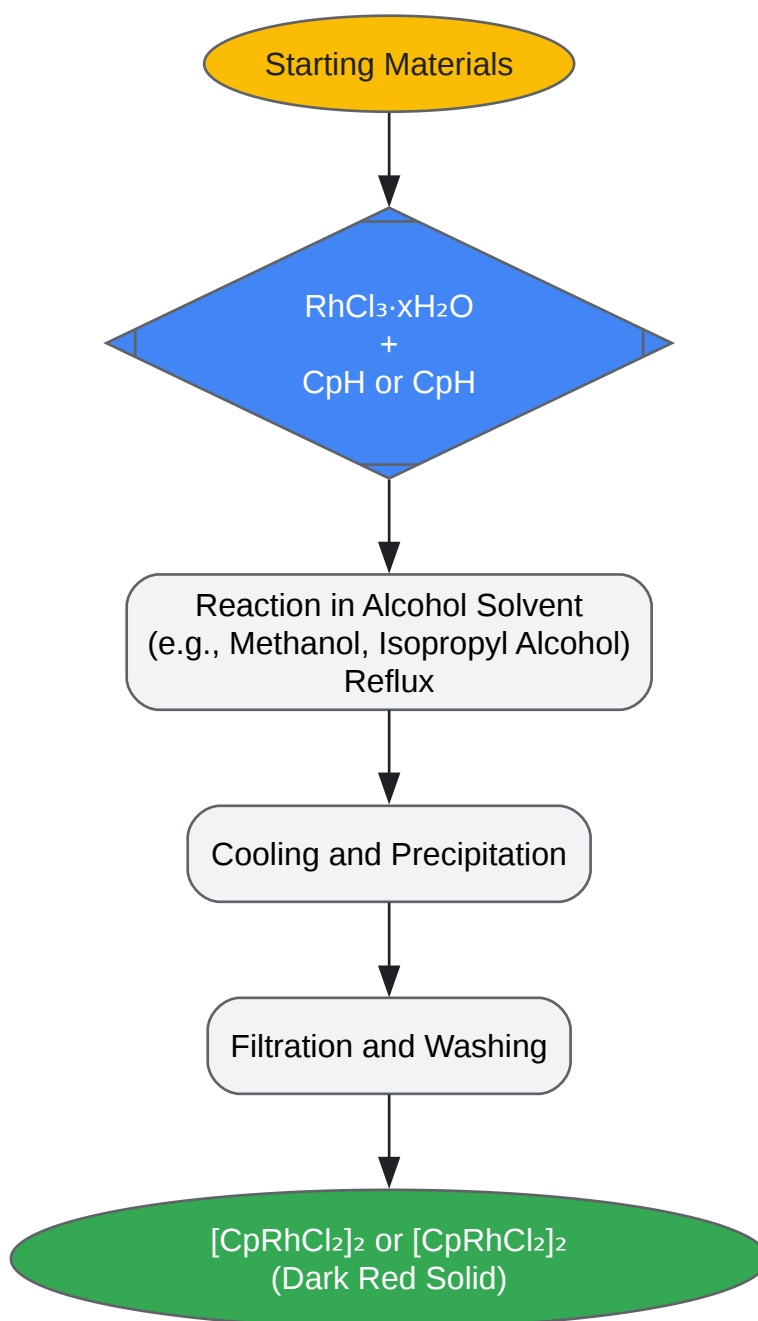 Starting Materials
RhCl₃·xH₂O
+
CpH or CpH
Reaction in Alcohol Solvent
(e.g., Methanol, Isopropyl Alcohol)
Reflux
Cooling and Precipitation
Filtration and Washing
[CpRhCl₂]₂ or [CpRhCl₂]₂
(Dark Red Solid)